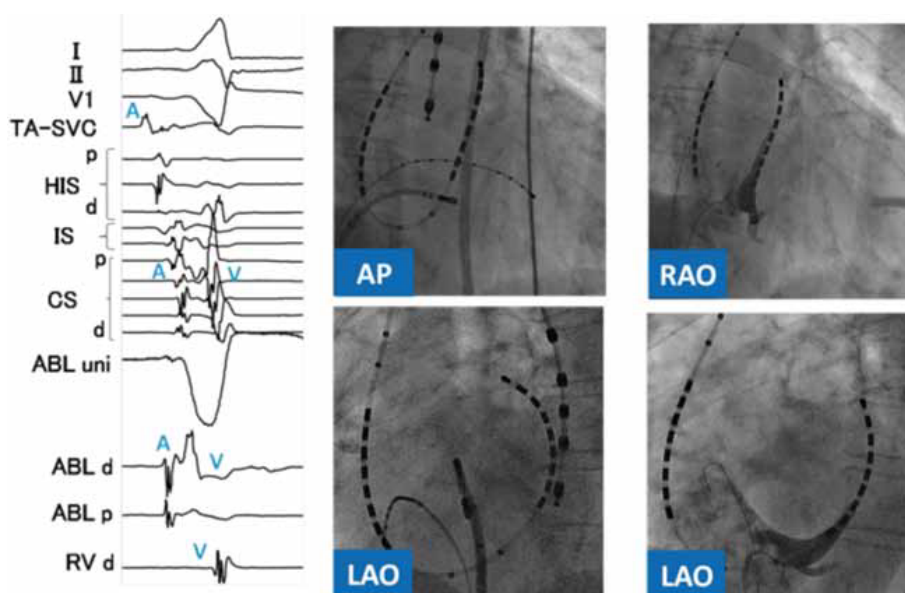 I
II
V1
A
TA-SVC
p
HIS
d
IS
p
A
V
CS
d
ABL uni
A
ABL d
V
ABL p
V
RV d
AP
RAO
LAO
LAO